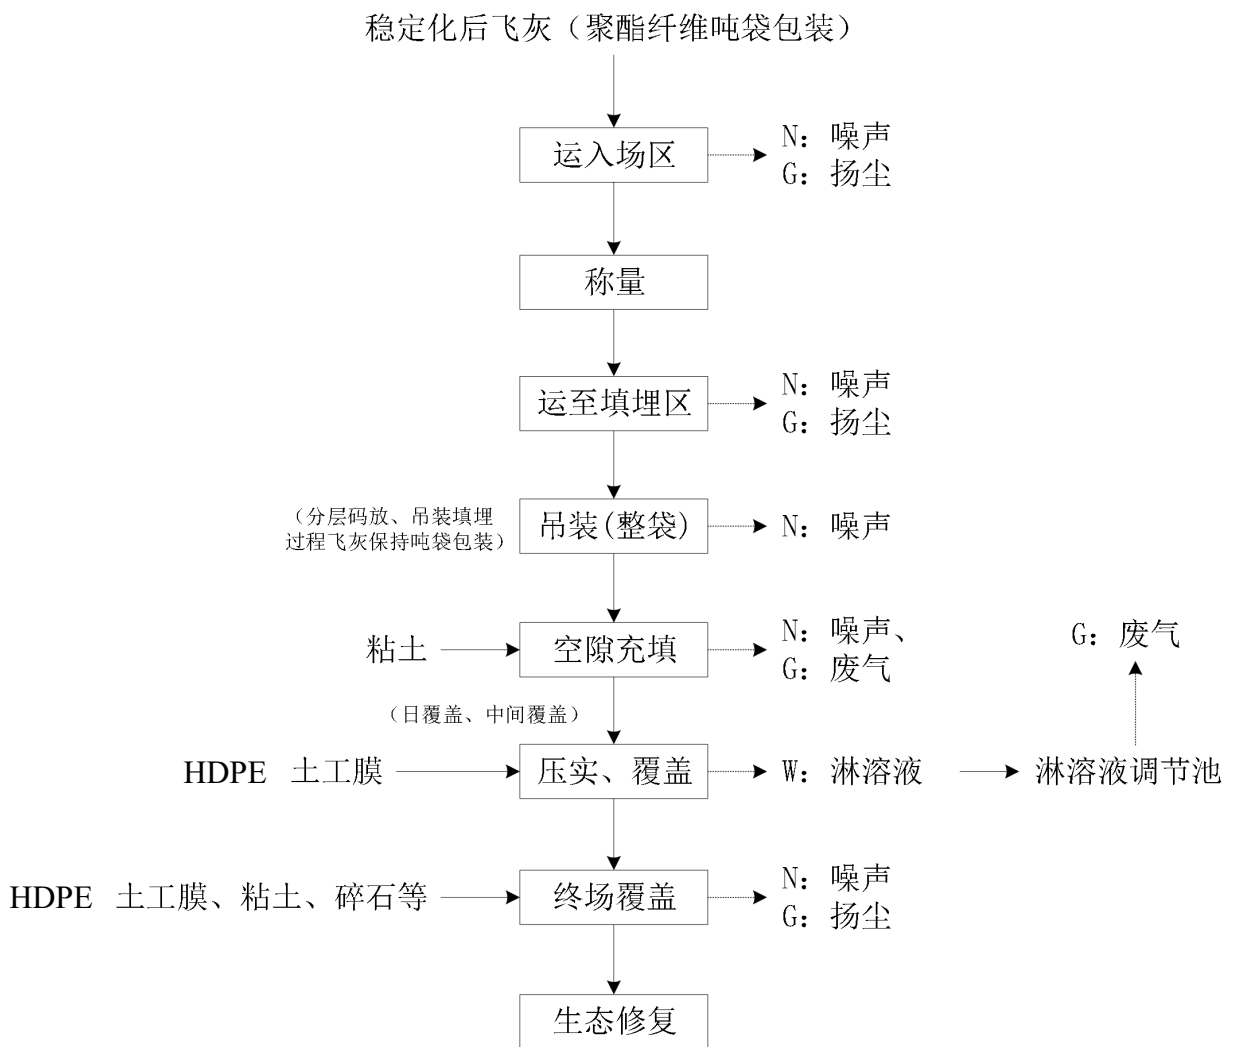 稳定化后飞灰（聚酯纤维吨袋包装）
运入场区
N: 噪声
G: 扬尘
称量
运至填埋区
N: 噪声
G: 扬尘
（分层码放、吊装填埋
过程飞灰保持吨袋包装）
吊装(整袋)
N: 噪声
粘土
空隙充填
N: 噪声、
G: 废气
G: 废气
（日覆盖、中间覆盖）
HDPE 土工膜
压实、覆盖
W: 淋溶液
淋溶液调节池
HDPE 土工膜、粘土、碎石等
终场覆盖
N: 噪声
G: 扬尘
生态修复